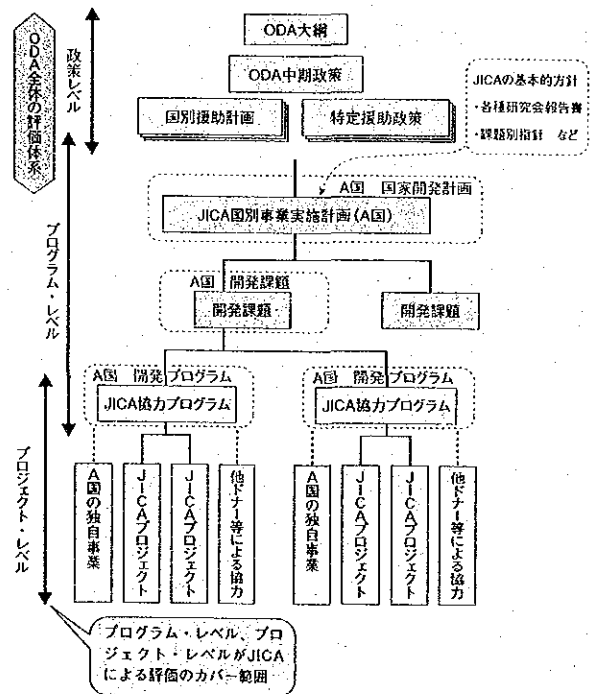 ODA全体の評価体系
政策レベル
ODA大綱
ODA中期政策
国別援助計画
特定援助政策
JICAの基本的方針
・各種研究会報告書
・課題別指針 など
プログラム・レベル
A国 国家開発計画
JICA国別事業実施計画(A国)
A国 開発課題
開発課題
開発課題
A国 開発プログラム
JICA協力プログラム
A国 開発プログラム
JICA協力プログラム
プロジェクト・レベル
A国の独自事業
JICAプロジェクト
JICAプロジェクト
他ドナー等による協力
A国の独自事業
JICAプロジェクト
JICAプロジェクト
他ドナー等による協力
プログラム・レベル、プロ
ジェクト・レベルがJICA
による評価のカバー範囲